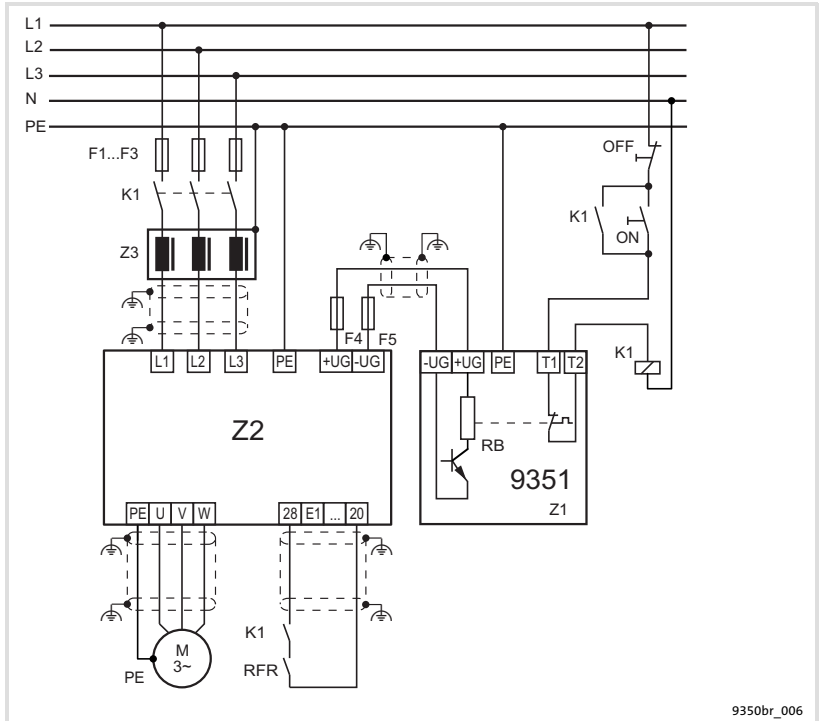 L1
L2
L3
N
PE
F1...F3
OFF
K1
K1
ON
Z3
F4 F5
K1
L1 L2 L3 PE +UG -UG
-UG +UG PE T1 T2
Z2
RB
9351
Z1
PE U V W
28 E1 ... 20
K1
M
3~
RFR
PE
9350br_006